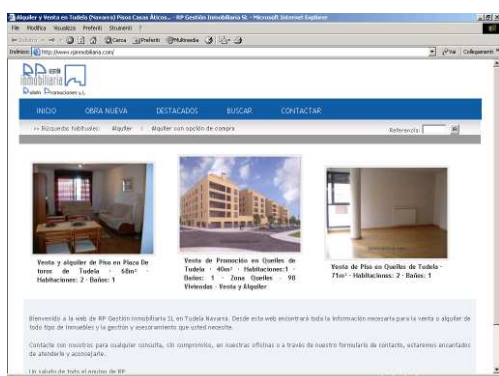 Alquiler y Venta en Tudela (Navarra) Pisos Casas Áticos... - RP Gestión Inmobiliaria SL - Microsoft Internet Explorer
File Modifica Visualizza Preferiti Strumenti ?
Cerca Preferiti Multimedia
Indirizzo http://www.rpinmobiliaria.com/ Vai Collegamenti
RP
inmobiliaria
INICIO OBRA NUEVA DESTACADOS BUSCAR CONTACTAR
>> Búsquedas habituales: Alquiler | Alquiler con opción de compra Referencia:
Venta y alquiler de Piso en Plaza De
toros de Tudela - 68m² -
Habitaciones: 2 - Baños: 1
Venta de Promoción en Queiles de
Tudela - 40m² - Habitaciones:1 -
Baños: 1 - Zona Queiles - 98
Viviendas - Venta y Alquiler
Venta de Piso en Queiles de Tudela -
71m² - Habitaciones: 2 - Baños: 1
Bienvenido a la web de RP Gestión Inmobiliaria SL en Tudela Navarra. Desde esta web encontrará toda la información necesaria para la venta o alquiler de
todo tipo de inmuebles y la gestión y asesoramiento que usted necesite.
Contacte con nosotros para cualquier consulta, sin compromiso, en nuestras oficinas o a través de nuestro formulario de contacto, estaremos encantados
de atenderle y aconsejarle.
Un saludo de todo el equipo de RP